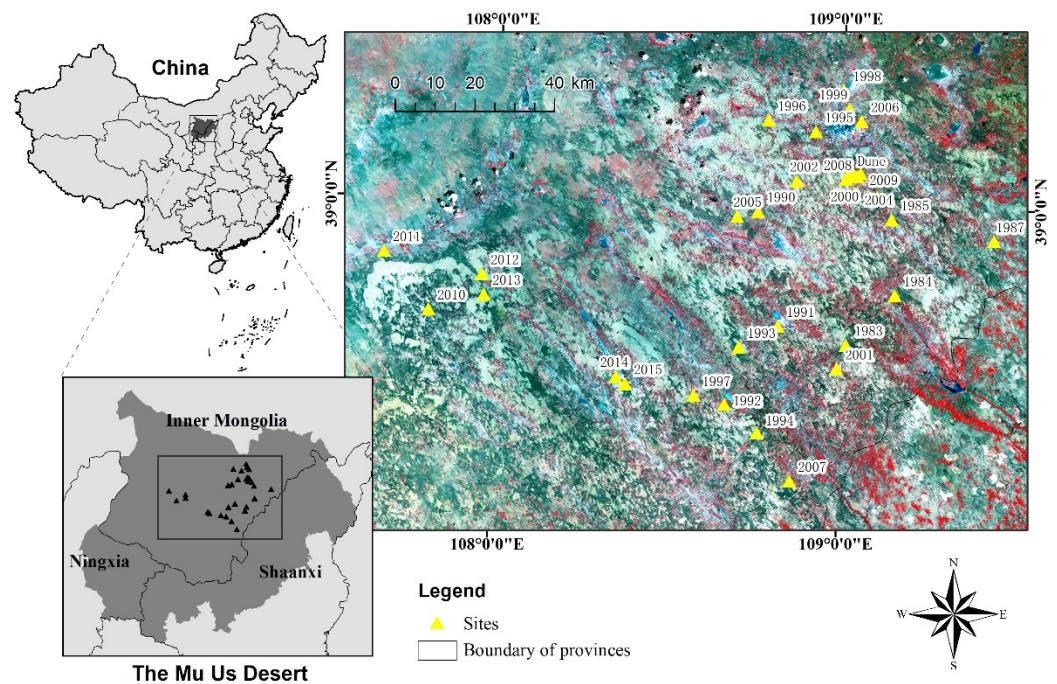 China
108°0'0"E
109°0'0"E
0 10 20 40 km
1998
1999
1996
2006
1995
2002
2008
Dune
2009
39°0'0"N
39°0'0"N
2005
1990
2000
2004
1985
1987
2011
2012
2013
2010
1984
1991
1993
1983
2001
2014
2015
1997
1992
1994
2007
Inner Mongolia
Ningxia
Shaanxi
108°0'0"E
109°0'0"E
Legend
Sites
Boundary of provinces
N
W
E
S
The Mu Us Desert